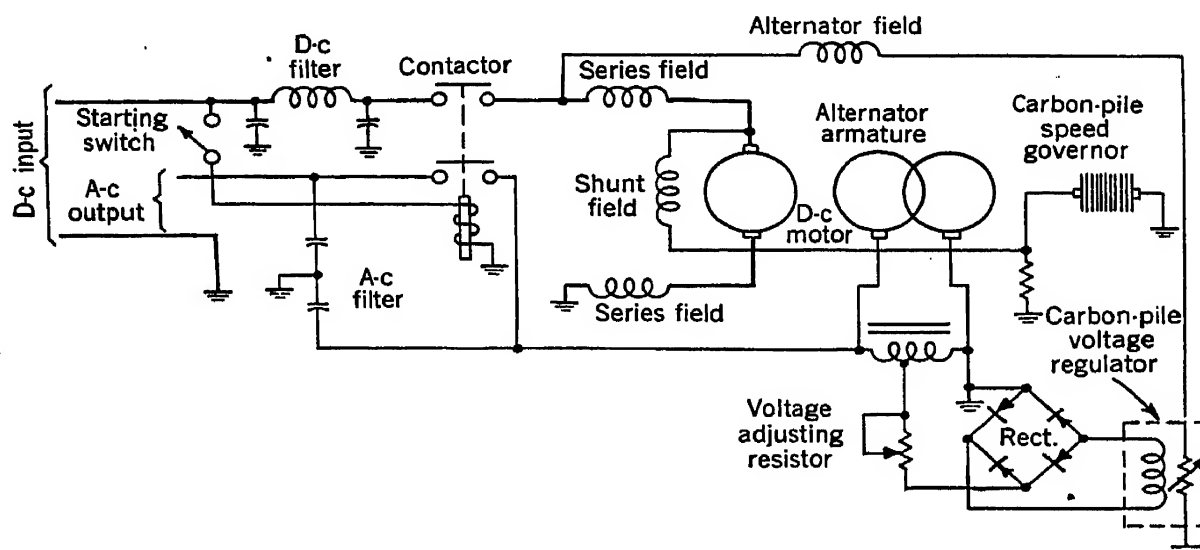 Alternator field
D-c
filter
Contactor
Series field
Starting
switch
D-c input
A-c
output
Alternator
armature
Carbon-pile
speed
governor
Shunt
field
D-c
motor
A-c
filter
Series field
Carbon-pile
voltage
regulator
Voltage
adjusting
resistor
Rect.